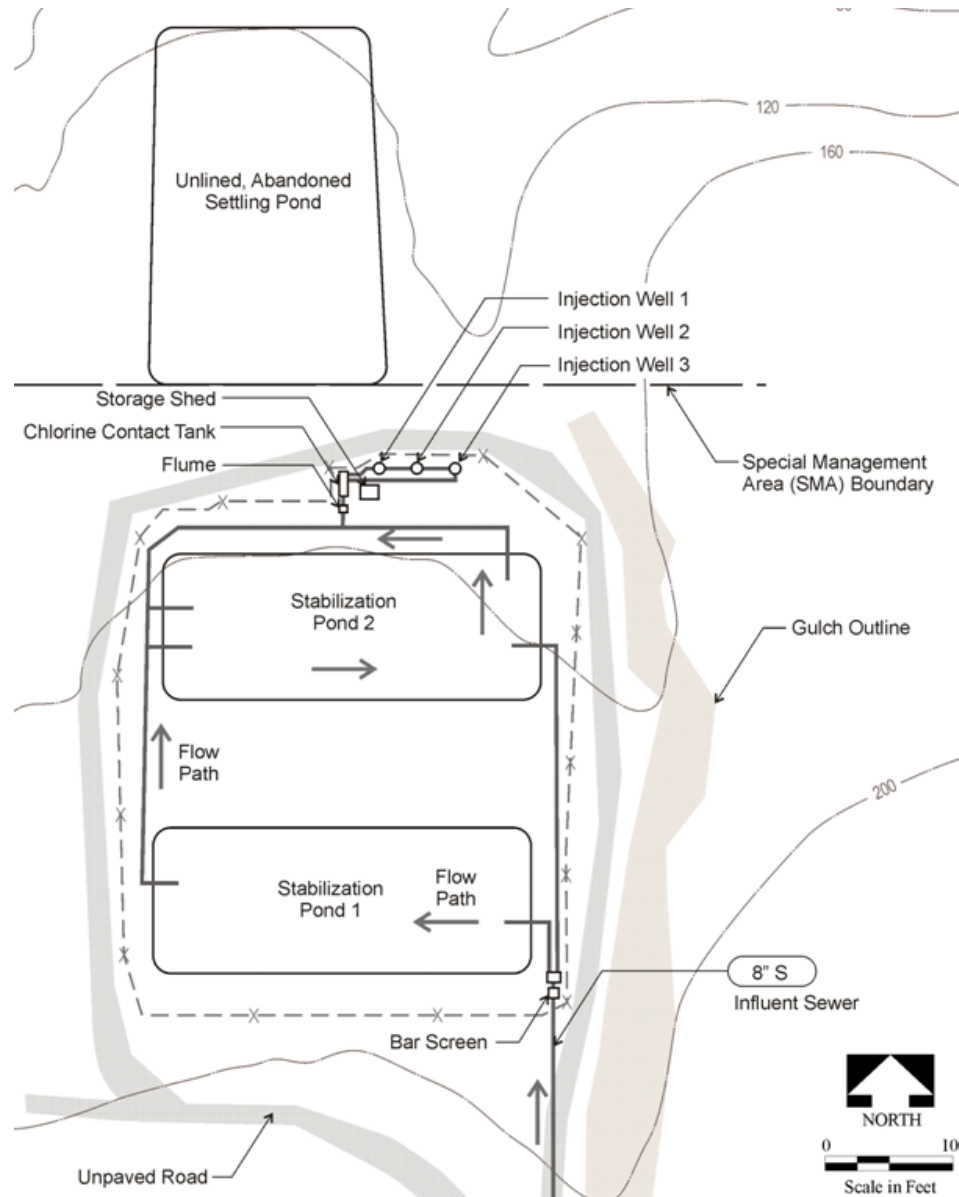 120
160
Unlined, Abandoned
Settling Pond
Injection Well 1
Injection Well 2
Injection Well 3
Storage Shed
Chlorine Contact Tank
Flume
Special Management
Area (SMA) Boundary
Stabilization
Pond 2
Gulch Outline
Flow
Path
200
Stabilization
Pond 1
Flow
Path
8" S
Influent Sewer
Bar Screen
NORTH
Unpaved Road
0
Scale in Feet